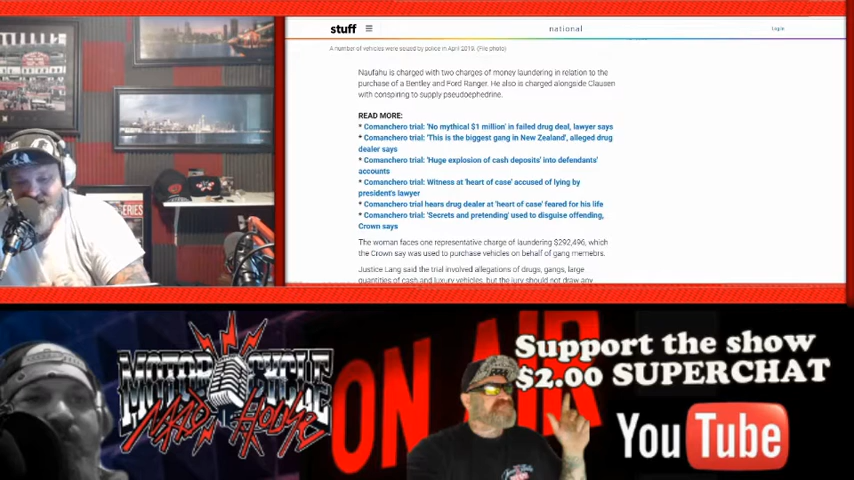 stuff
national
Login
A number of vehicles were seized by police in April 2019. (File photo)
Naufahu is charged with two charges of money laundering in relation to the
purchase of a Bentley and Ford Ranger. He also is charged alongside Clausen
with conspiring to supply pseudoephedrine.
READ MORE:
* Comanchero trial: 'No mythical $1 million' in failed drug deal, lawyer says
* Comanchero trial: 'This is the biggest gang in New Zealand', alleged drug
dealer says
* Comanchero trial: 'Huge explosion of cash deposits' into defendants'
accounts
* Comanchero trial: Witness at 'heart of case' accused of lying by
president's lawyer
* Comanchero trial hears drug dealer at 'heart of case' feared for his life
* Comanchero trial: 'Secrets and pretending' used to disguise offending,
Crown says
The woman faces one representative charge of laundering $292,496, which
the Crown say was used to purchase vehicles on behalf of gang memebrs.
Justice Lang said the trial involved allegations of drugs, gangs, large
quantities of cash and luxury vehicles, but the jury should not draw any
MOTORCYCLE
MADHOUSE
ON AIR
Support the show
$2.00 SUPERCHAT
YouTube